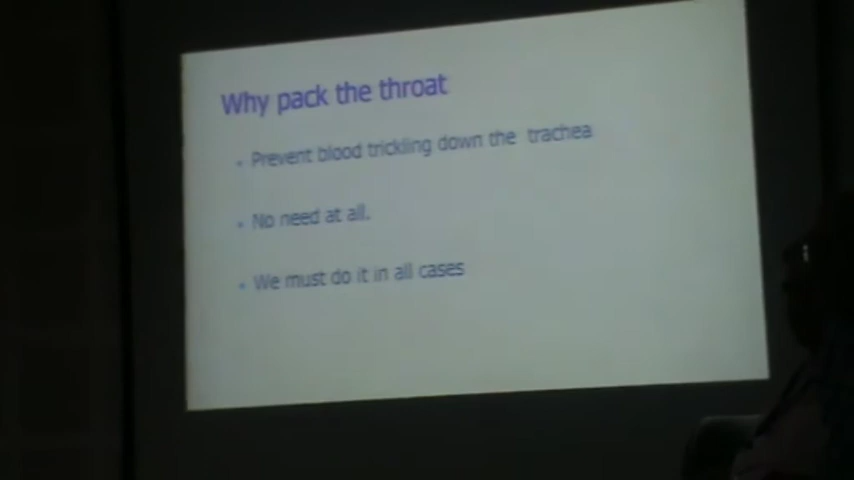 Why pack the throat
Prevent blood trickling down the trachea
No need at all.
We must do it in all cases